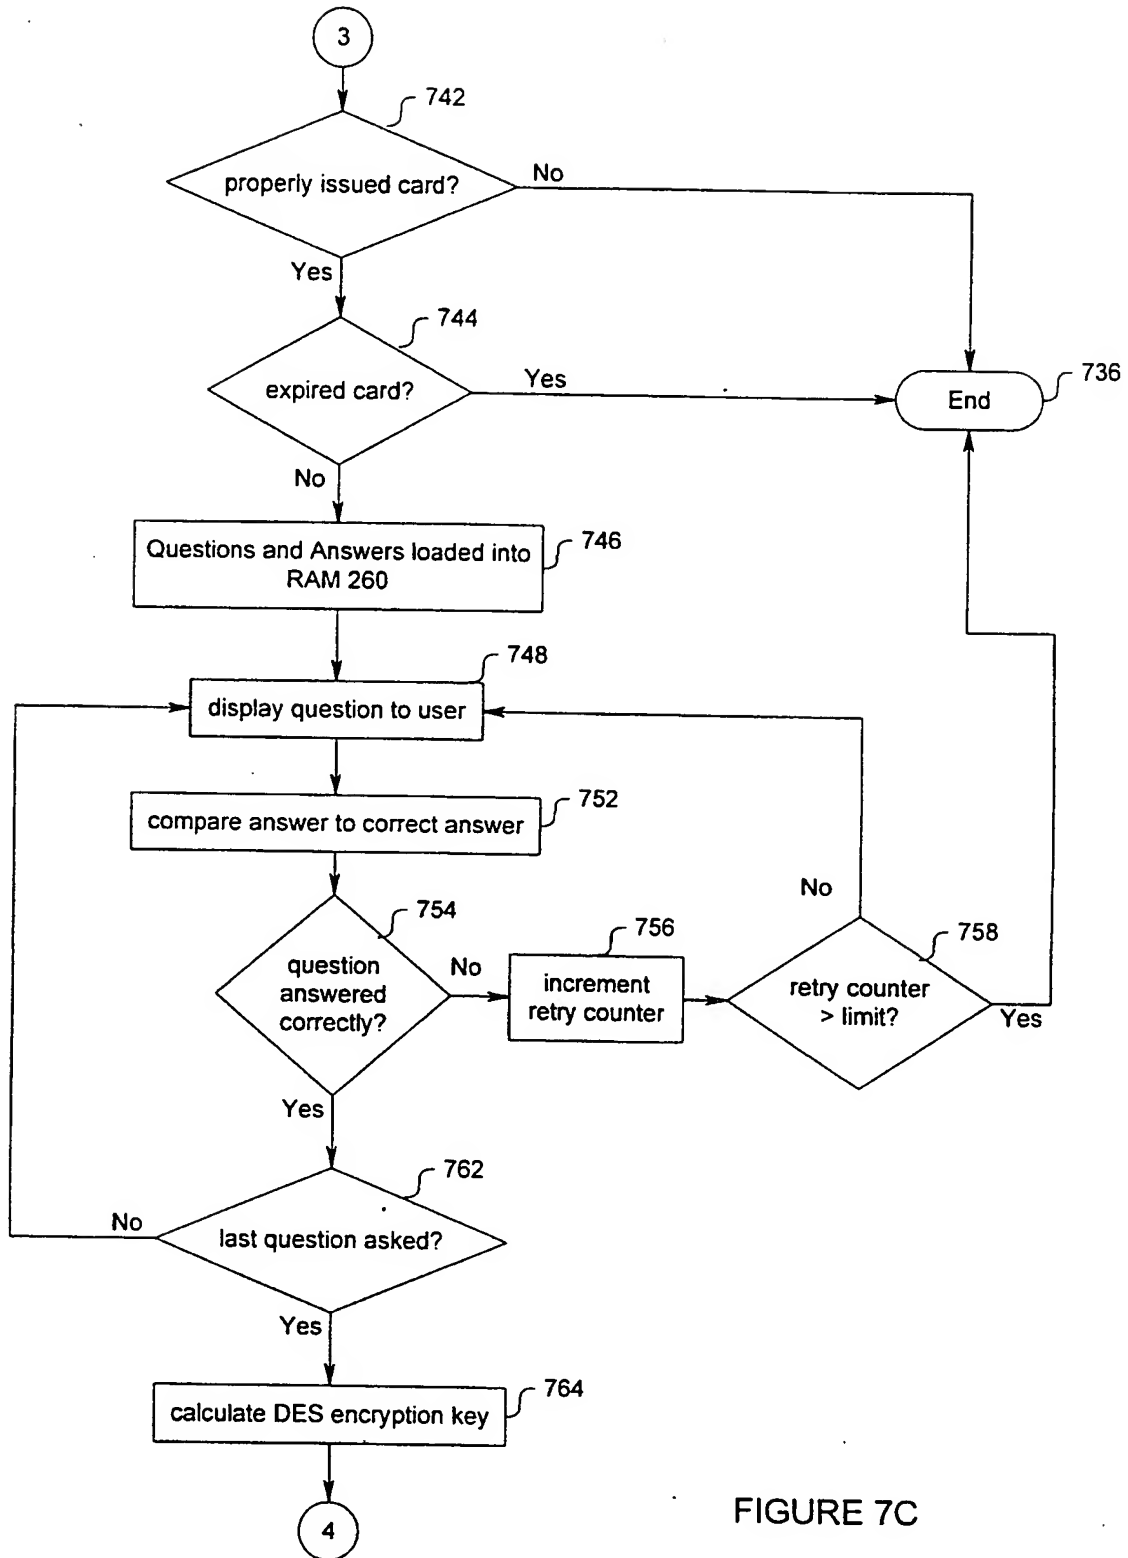 3
742
properly issued card?
No
Yes
744
expired card?
Yes
End
736
No
Questions and Answers loaded into
RAM 260
746
748
display question to user
752
compare answer to correct answer
No
754
756
758
question
answered
correctly?
No
increment
retry counter
retry counter
> limit?
Yes
Yes
762
No
last question asked?
Yes
764
calculate DES encryption key
4
FIGURE 7C